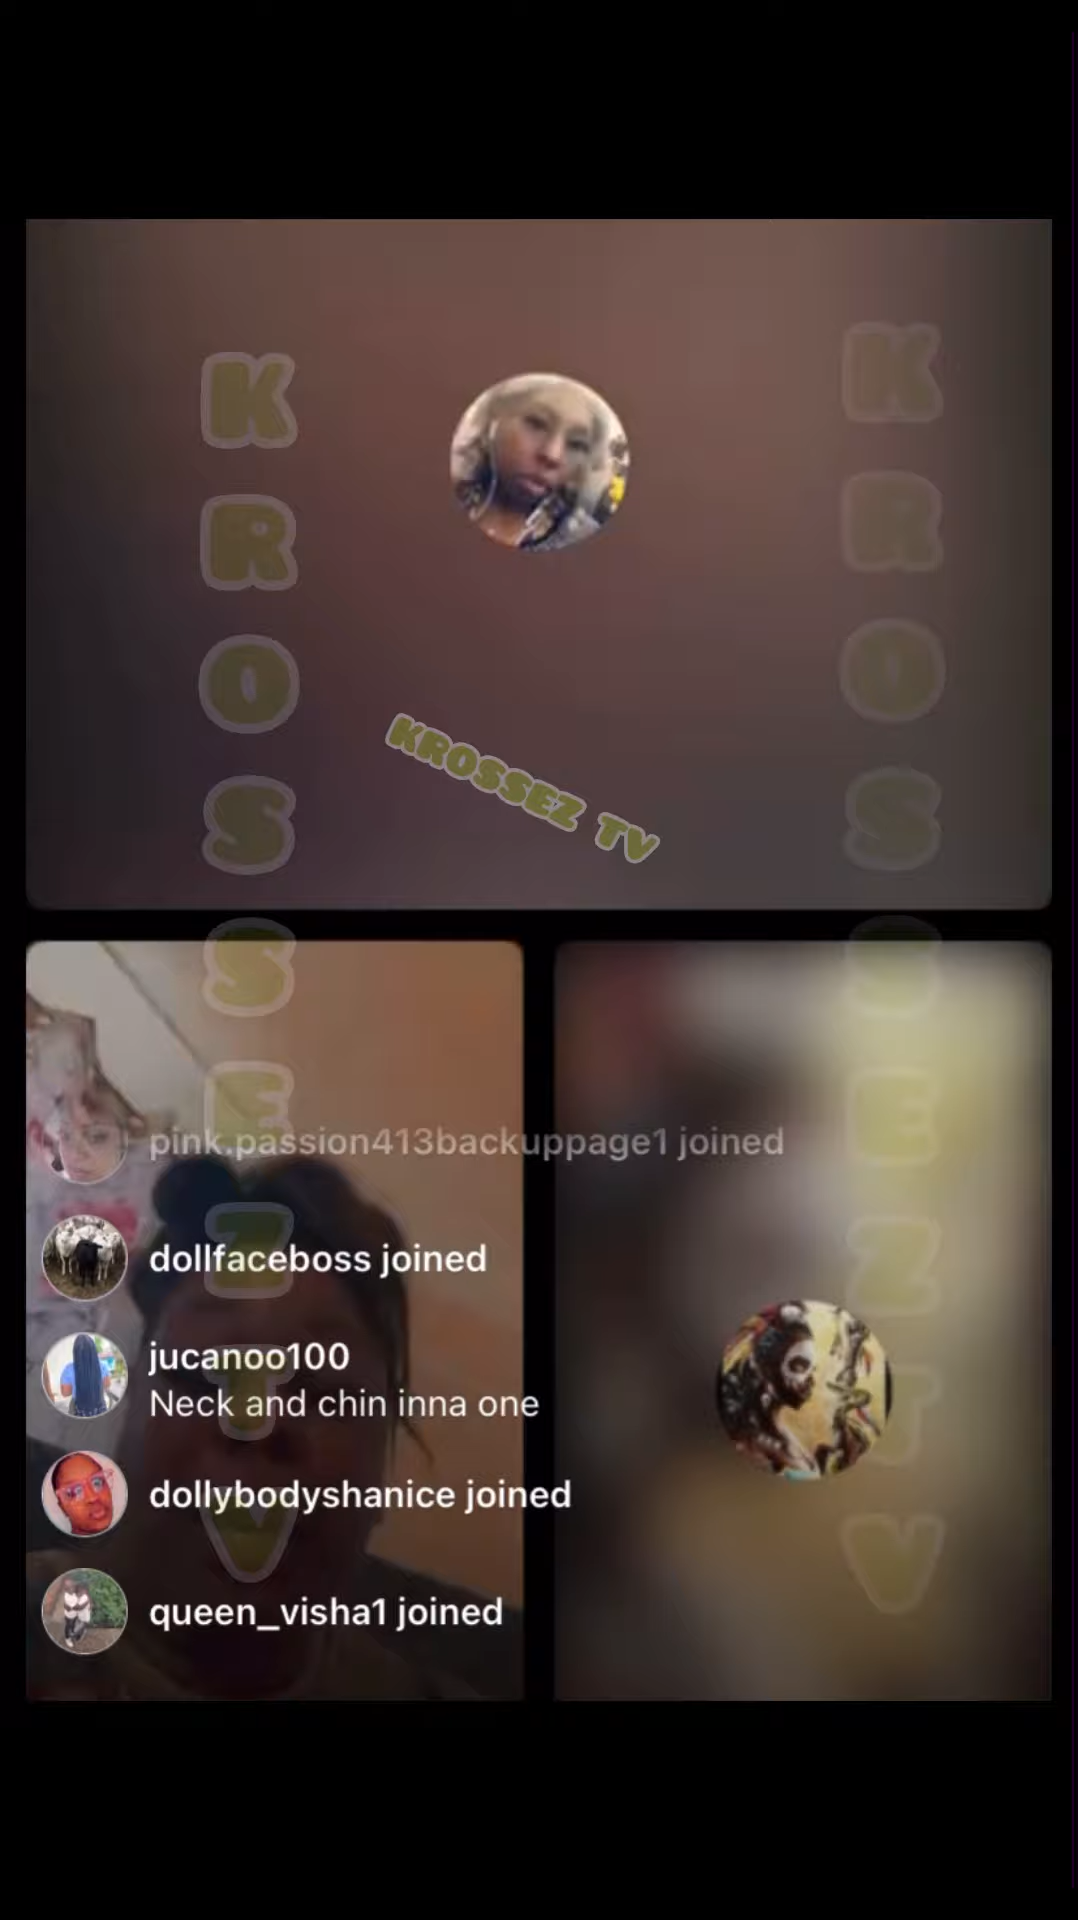 KROSSEZ TV
KROSSEZ TV
KROSSEZ TV
pink.passion413backuppage1 joined
dollfaceboss joined
jucanoo100
Neck and chin inna one
dollybodyshanice joined
queen_visha1 joined